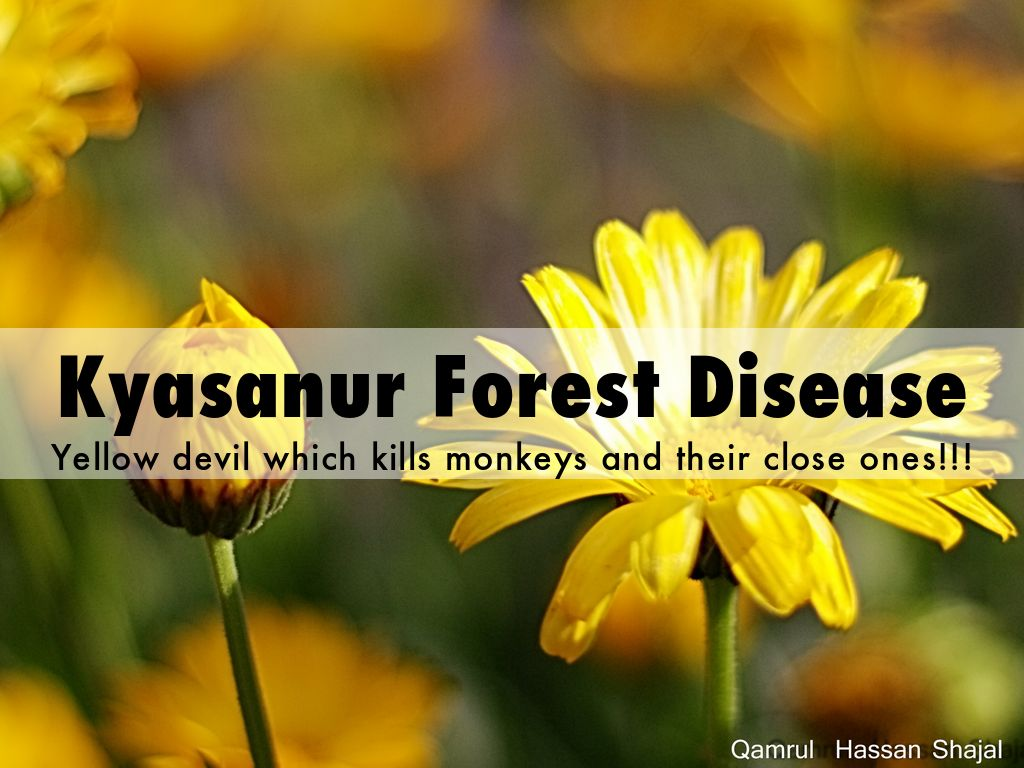 Kyasanur Forest Disease
Yellow devil which kills monkeys and their close ones!!!
Qamrul Hassan Shajal